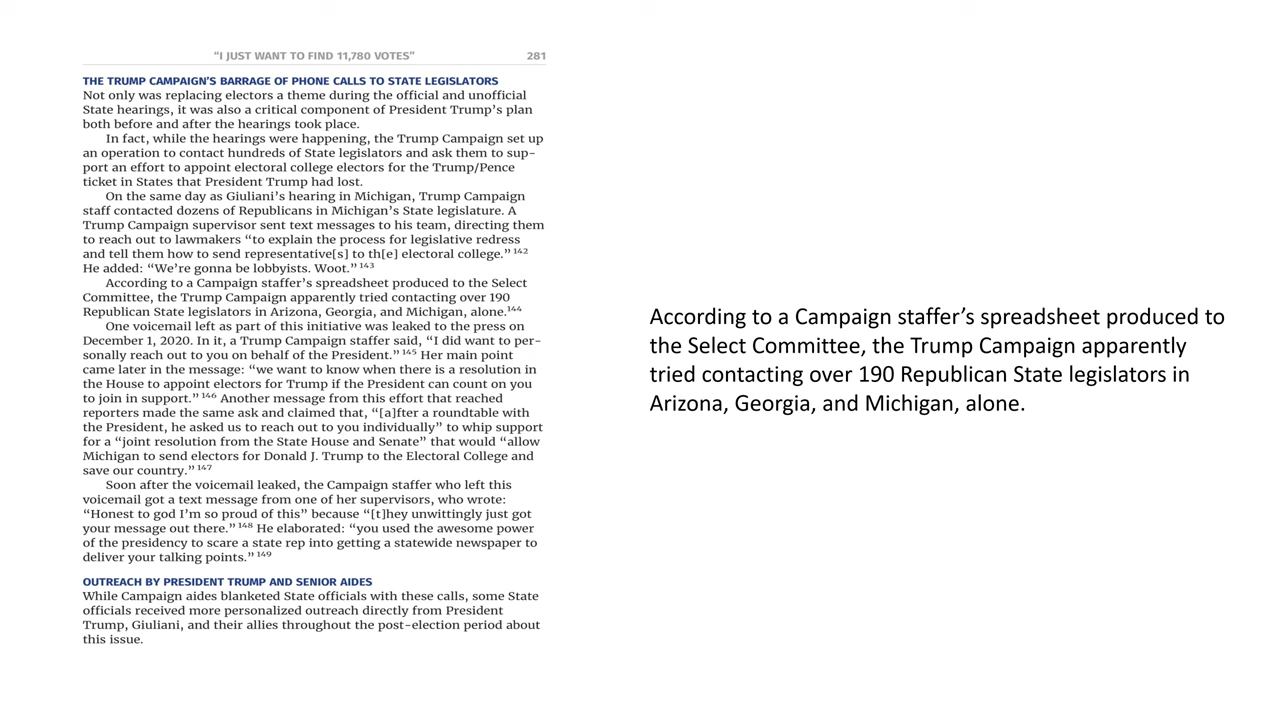 "I JUST WANT TO FIND 11,780 VOTES" 281
THE TRUMP CAMPAIGN'S BARRAGE OF PHONE CALLS TO STATE LEGISLATORS
Not only was replacing electors a theme during the official and unofficial
State hearings, it was also a critical component of President Trump's plan
both before and after the hearings took place.
In fact, while the hearings were happening, the Trump Campaign set up
an operation to contact hundreds of State legislators and ask them to sup-
port an effort to appoint electoral college electors for the Trump/Pence
ticket in States that President Trump had lost.
On the same day as Giuliani's hearing in Michigan, Trump Campaign
staff contacted dozens of Republicans in Michigan's State legislature. A
Trump Campaign supervisor sent text messages to his team, directing them
to reach out to lawmakers "to explain the process for legislative redress
and tell them how to send representative[s] to th[e] electoral college." 142
He added: "We're gonna be lobbyists. Woot." 143
According to a Campaign staffer's spreadsheet produced to the Select
Committee, the Trump Campaign apparently tried contacting over 190
Republican State legislators in Arizona, Georgia, and Michigan, alone.144
One voicemail left as part of this initiative was leaked to the press on
December 1, 2020. In it, a Trump Campaign staffer said, "I did want to per-
sonally reach out to you on behalf of the President." 145 Her main point
came later in the message: "we want to know when there is a resolution in
the House to appoint electors for Trump if the President can count on you
to join in support." 146 Another message from this effort that reached
reporters made the same ask and claimed that, "[a]fter a roundtable with
the President, he asked us to reach out to you individually" to whip support
for a "joint resolution from the State House and Senate" that would "allow
Michigan to send electors for Donald J. Trump to the Electoral College and
save our country." 147
Soon after the voicemail leaked, the Campaign staffer who left this
voicemail got a text message from one of her supervisors, who wrote:
"Honest to god I'm so proud of this" because "[t]hey unwittingly just got
your message out there." 148 He elaborated: "you used the awesome power
of the presidency to scare a state rep into getting a statewide newspaper to
deliver your talking points." 149
OUTREACH BY PRESIDENT TRUMP AND SENIOR AIDES
While Campaign aides blanketed State officials with these calls, some State
officials received more personalized outreach directly from President
Trump, Giuliani, and their allies throughout the post-election period about
this issue.
According to a Campaign staffer's spreadsheet produced to
the Select Committee, the Trump Campaign apparently
tried contacting over 190 Republican State legislators in
Arizona, Georgia, and Michigan, alone.